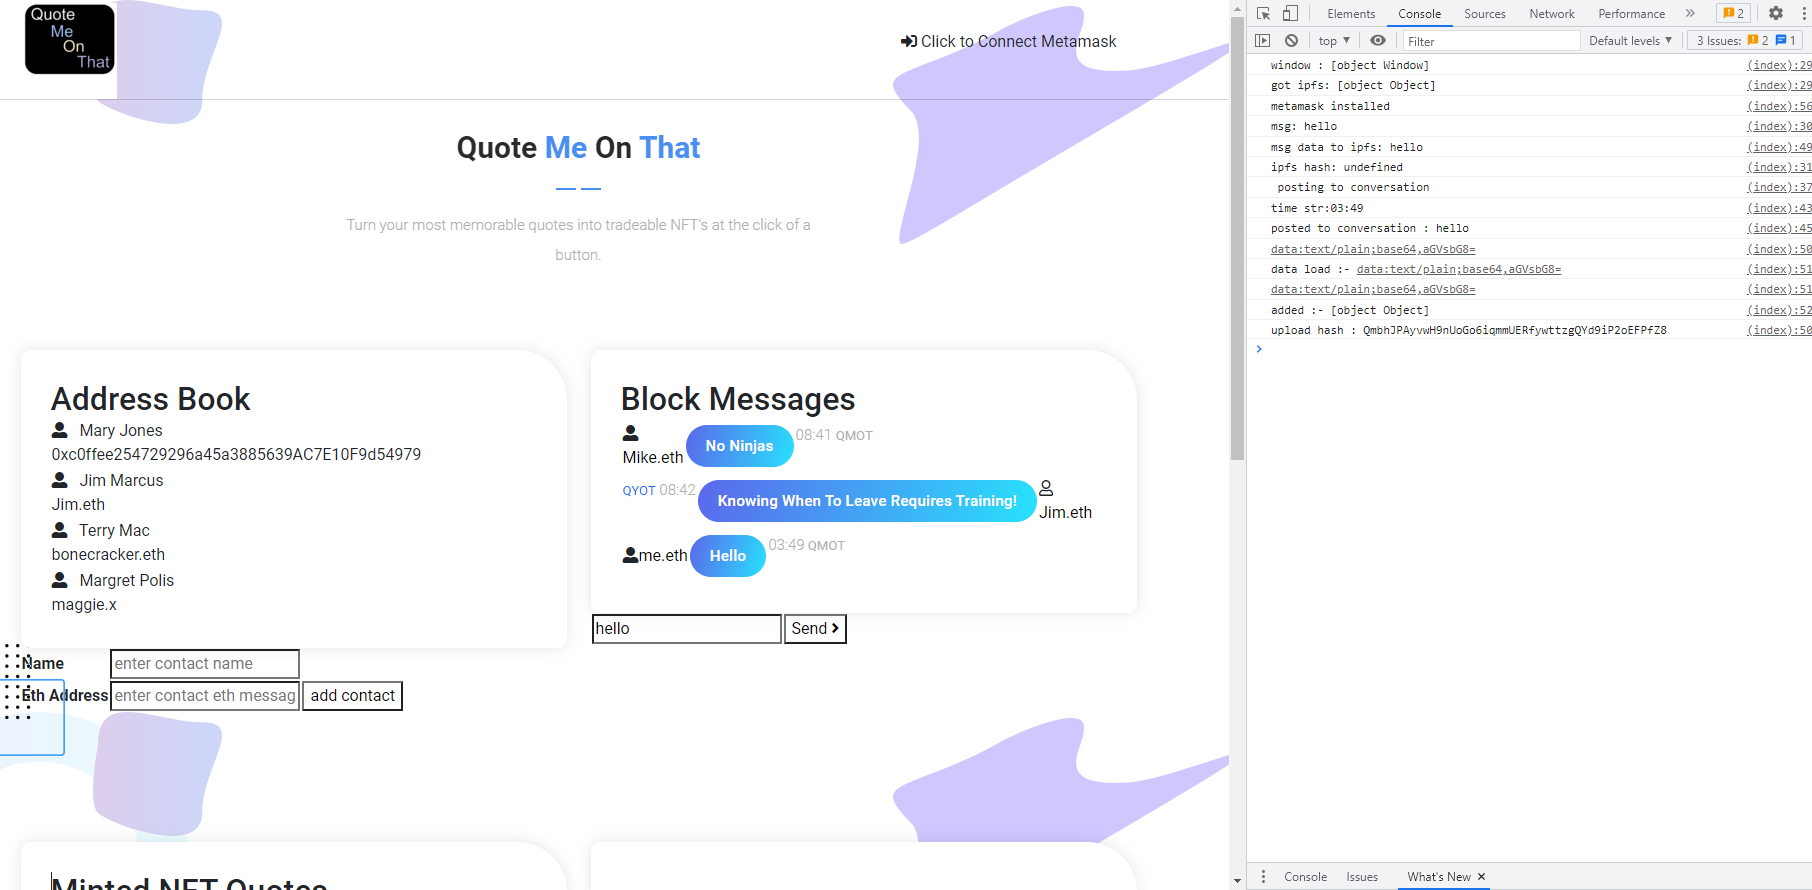 Quote
Me
On
That
Click to Connect Metamask
Quote Me On That
Turn your most memorable quotes into tradeable NFT's at the click of a
button.
Address Book
Mary Jones
0xc0ffee254729296a45a3885639AC7E10F9d54979
Jim Marcus
Jim.eth
Terry Mac
bonecracker.eth
Margret Polis
maggie.x
Name enter contact name
Eth Address enter contact eth messag add contact
Block Messages
Mike.eth No Ninjas 08:41 QMOT
QYOT 08:42 Knowing When To Leave Requires Training! Jim.eth
me.eth Hello 03:49 QMOT
hello Send
Minted NFT Quotes
Elements Console Sources Network Performance » 2
top Filter Default levels 3 Issues: 2 1
window : [object Window] (index):29
got ipfs: [object Object] (index):29
metamask installed (index):56
msg: hello (index):30
msg data to ipfs: hello (index):49
ipfs hash: undefined (index):31
posting to conversation (index):37
time str:03:49 (index):43
posted to conversation : hello (index):45
data:text/plain;base64,aGVsbG8= (index):50
data load :- data:text/plain;base64,aGVsbG8= (index):51
data:text/plain;base64,aGVsbG8= (index):51
added :- [object Object] (index):52
upload hash : QmbhJPAyvwH9nUoGo6iqmmUERfywttzgQYd9iP2oEFPfZ8 (index):50
Console Issues What's New